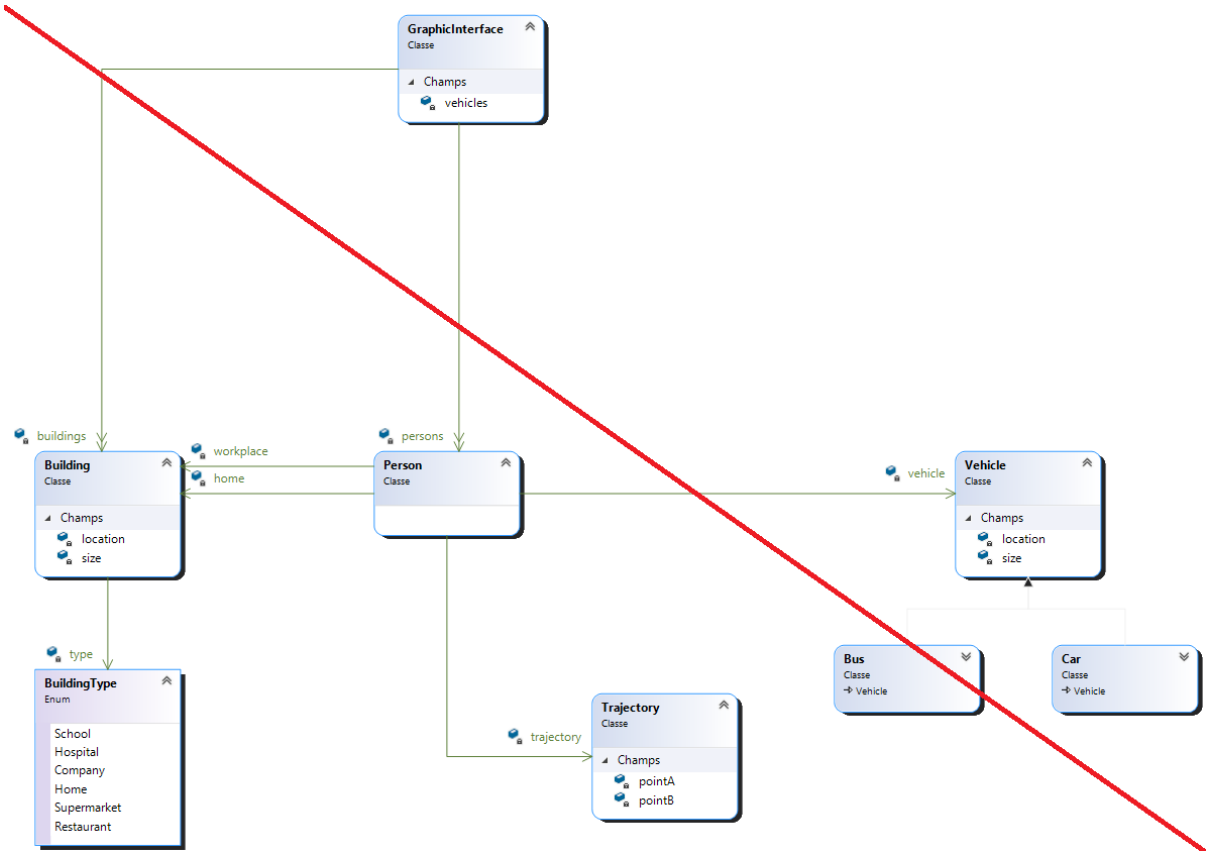 GraphicInterface
Classe
Champs
vehicles
buildings
workplace
home
persons
vehicle
Building
Classe
Champs
location
size
Person
Classe
Vehicle
Classe
Champs
location
size
type
BuildingType
Enum
School
Hospital
Company
Home
Supermarket
Restaurant
trajectory
Trajectory
Classe
Champs
pointA
pointB
Bus
Classe
Vehicle
Car
Classe
Vehicle